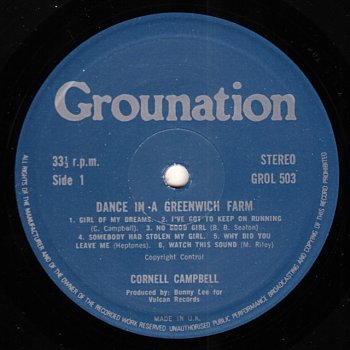 Grounation
33⅓ r.p.m.
STEREO
Side 1
GROL 503
DANCE IN A GREENWICH FARM
1. GIRL OF MY DREAMS. 2. I'VE GOT TO KEEP ON RUNNING
(C. Campbell). 3. NO GOOD GIRL (B. B. Seaton)
4. SOMEBODY HAD STOLEN MY GIRL. 5. WHY DID YOU
LEAVE ME (Heptones). 6. WATCH THIS SOUND (M. Riley)
Copyright Control
CORNELL CAMPBELL
Produced by: Bunny Lee for
Vulcan Records
MADE IN U.K.
ALL RIGHTS OF THE MANUFACTURER AND OF THE OWNER OF THE RECORDED WORK RESERVED UNAUTHORISED PUBLIC PERFORMANCE BROADCASTING AND COPYING OF THIS RECORD PROHIBITED